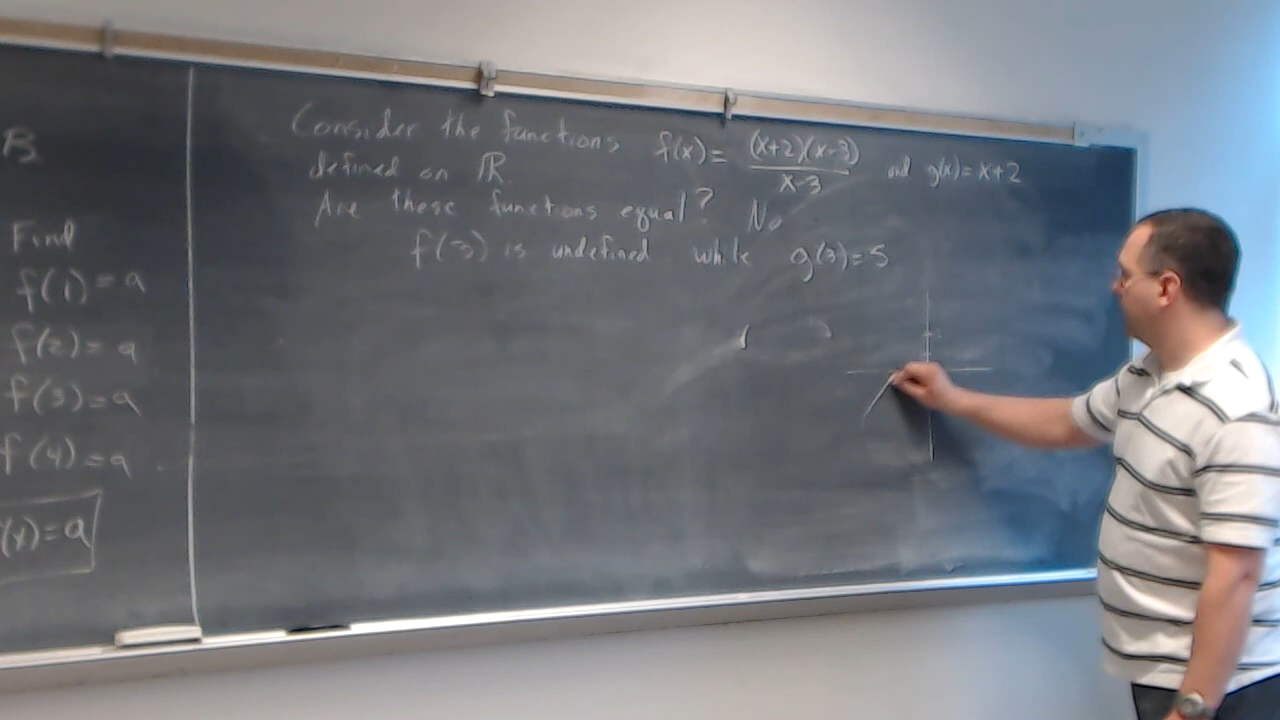 B
Find
f(1) = a
f(2) = a
f(3) = a
f(4) = a
(x) = a
Consider the functions f(x) = (x+2)(x-3) / x-3 and g(x) = x+2
defined on ℝ.
Are these functions equal? No
f(3) is undefined while g(3) = 5